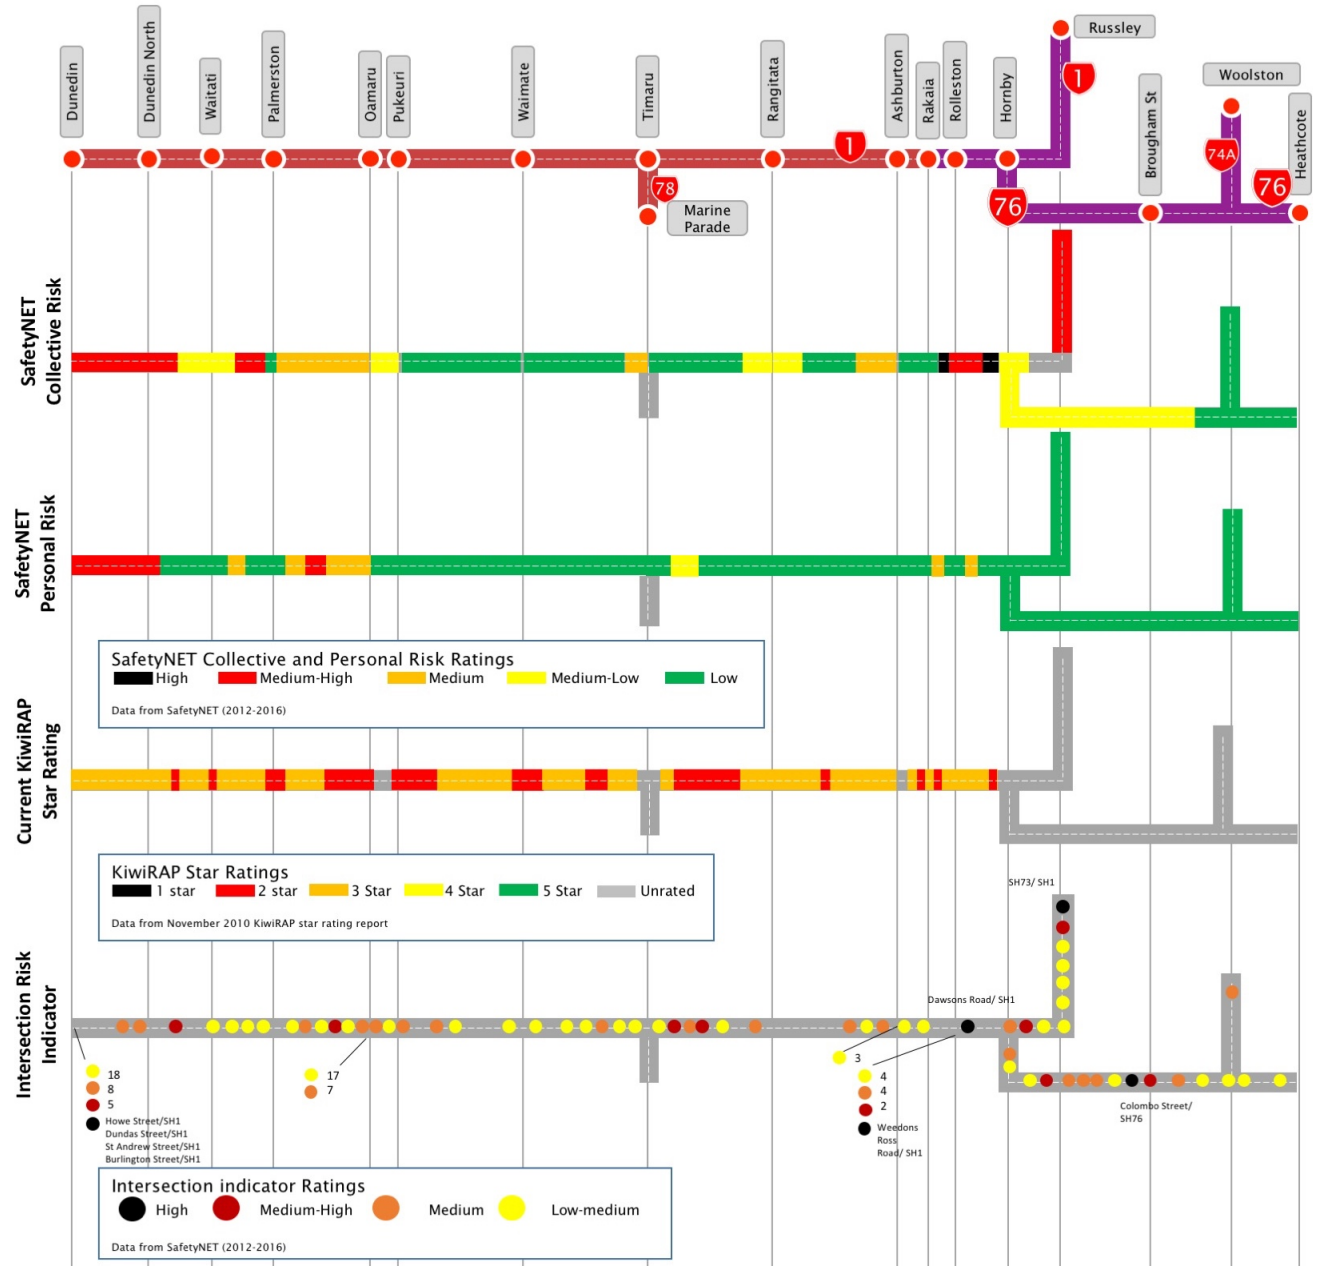 Dunedin
Dunedin North
Waitati
Palmerston
Oamaru
Pukeuri
Waimate
Timaru
Rangitata
Ashburton
Rakaia
Rolleston
Hornby
Russley
Brougham St
Woolston
Heathcote
1
1
78
Marine
Parade
76
74A
76
SafetyNET
Collective Risk
SafetyNET
Personal Risk
SafetyNET Collective and Personal Risk Ratings
High Medium-High Medium Medium-Low Low
Data from SafetyNET (2012-2016)
Current KiwiRAP
Star Rating
KiwiRAP Star Ratings
1 star 2 star 3 Star 4 Star 5 Star Unrated
Data from November 2010 KiwiRAP star rating report
Intersection Risk
Indicator
SH73/ SH1
Dawsons Road/ SH1
18
8
5
Howe Street/SH1
Dundas Street/SH1
St Andrew Street/SH1
Burlington Street/SH1
17
7
3
4
4
2
Weedons
Ross
Road/ SH1
Colombo Street/
SH76
Intersection indicator Ratings
High Medium-High Medium Low-medium
Data from SafetyNET (2012-2016)